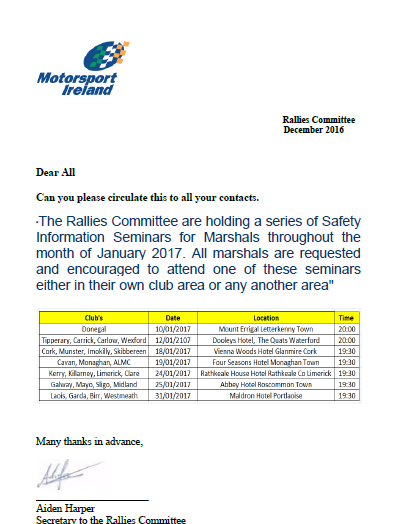 Motorsport
Ireland
Rallies Committee
December 2016
Dear All
Can you please circulate this to all your contacts.
"The Rallies Committee are holding a series of Safety
Information Seminars for Marshals throughout the
month of January 2017. All marshals are requested
and encouraged to attend one of these seminars
either in their own club area or any another area"
Club's Date Location Time
Donegal 10/01/2017 Mount Errigal Letterkenny Town 20:00
Tipperary, Carrick, Carlow, Wexford 12/01/2107 Dooleys Hotel, The Quats Waterford 20:00
Cork, Munster, Imokilly, Skibbereen 18/01/2017 Vienna Woods Hotel Glanmire Cork 19:30
Cavan, Monaghan, ALMC 19/01/2017 Four Seasons Hotel Monaghan Town 19:30
Kerry, Killarney, Limerick, Clare 24/01/2017 Rathkeale House Hotel Rathkeale Co Limerick 19:30
Galway, Mayo, Sligo, Midland 25/01/2017 Abbey Hotel Roscommon Town 19:30
Laois, Garda, Birr, Westmeath 31/01/2017 Maldron Hotel Portlaoise 19:30
Many thanks in advance,
Aiden Harper
Secretary to the Rallies Committee